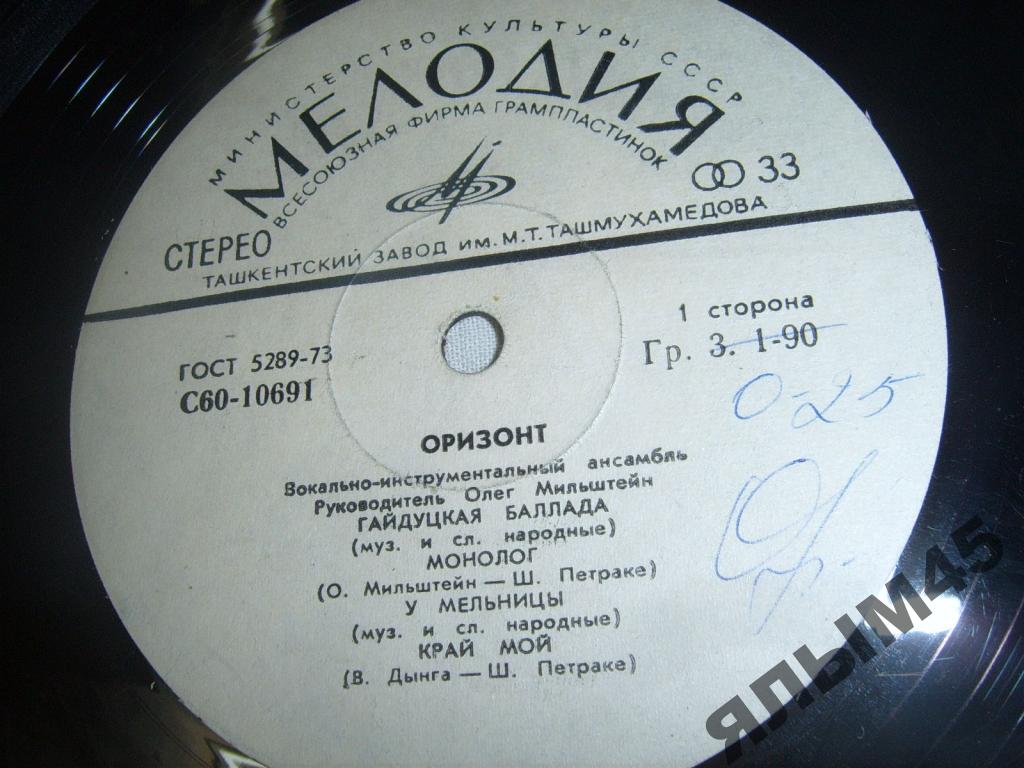 МИНИСТЕРСТВО КУЛЬТУРЫ СССР
МЕЛОДИЯ
ВСЕСОЮЗНАЯ ФИРМА ГРАМПЛАСТИНОК
33
СТЕРЕО
ТАШКЕНТСКИЙ ЗАВОД ИМ. М.Т. ТАШМУХАМЕДОВА
1 сторона
ГОСТ 5289-73
Гр. 3. 1-90
С60-10691
0-25
ОРИЗОНТ
Вокально-инструментальный ансамбль
Руководитель Олег Мильштейн
ГАЙДУЦКАЯ БАЛЛАДА
(муз. и сл. народные)
МОНОЛОГ
(О. Мильштейн — Ш. Петраке)
У МЕЛЬНИЦЫ
(муз. и сл. народные)
КРАЙ МОЙ
(В. Дынга — Ш. Петраке)
ЯЛЫМ45